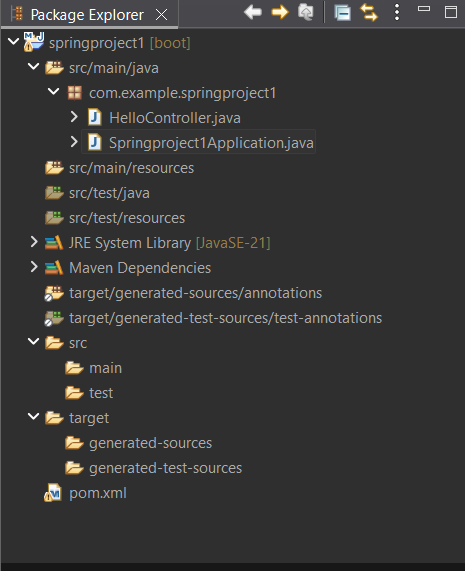 Package Explorer
springproject1 [boot]
src/main/java
com.example.springproject1
HelloController.java
Springproject1Application.java
src/main/resources
src/test/java
src/test/resources
JRE System Library [JavaSE-21]
Maven Dependencies
target/generated-sources/annotations
target/generated-test-sources/test-annotations
src
main
test
target
generated-sources
generated-test-sources
pom.xml